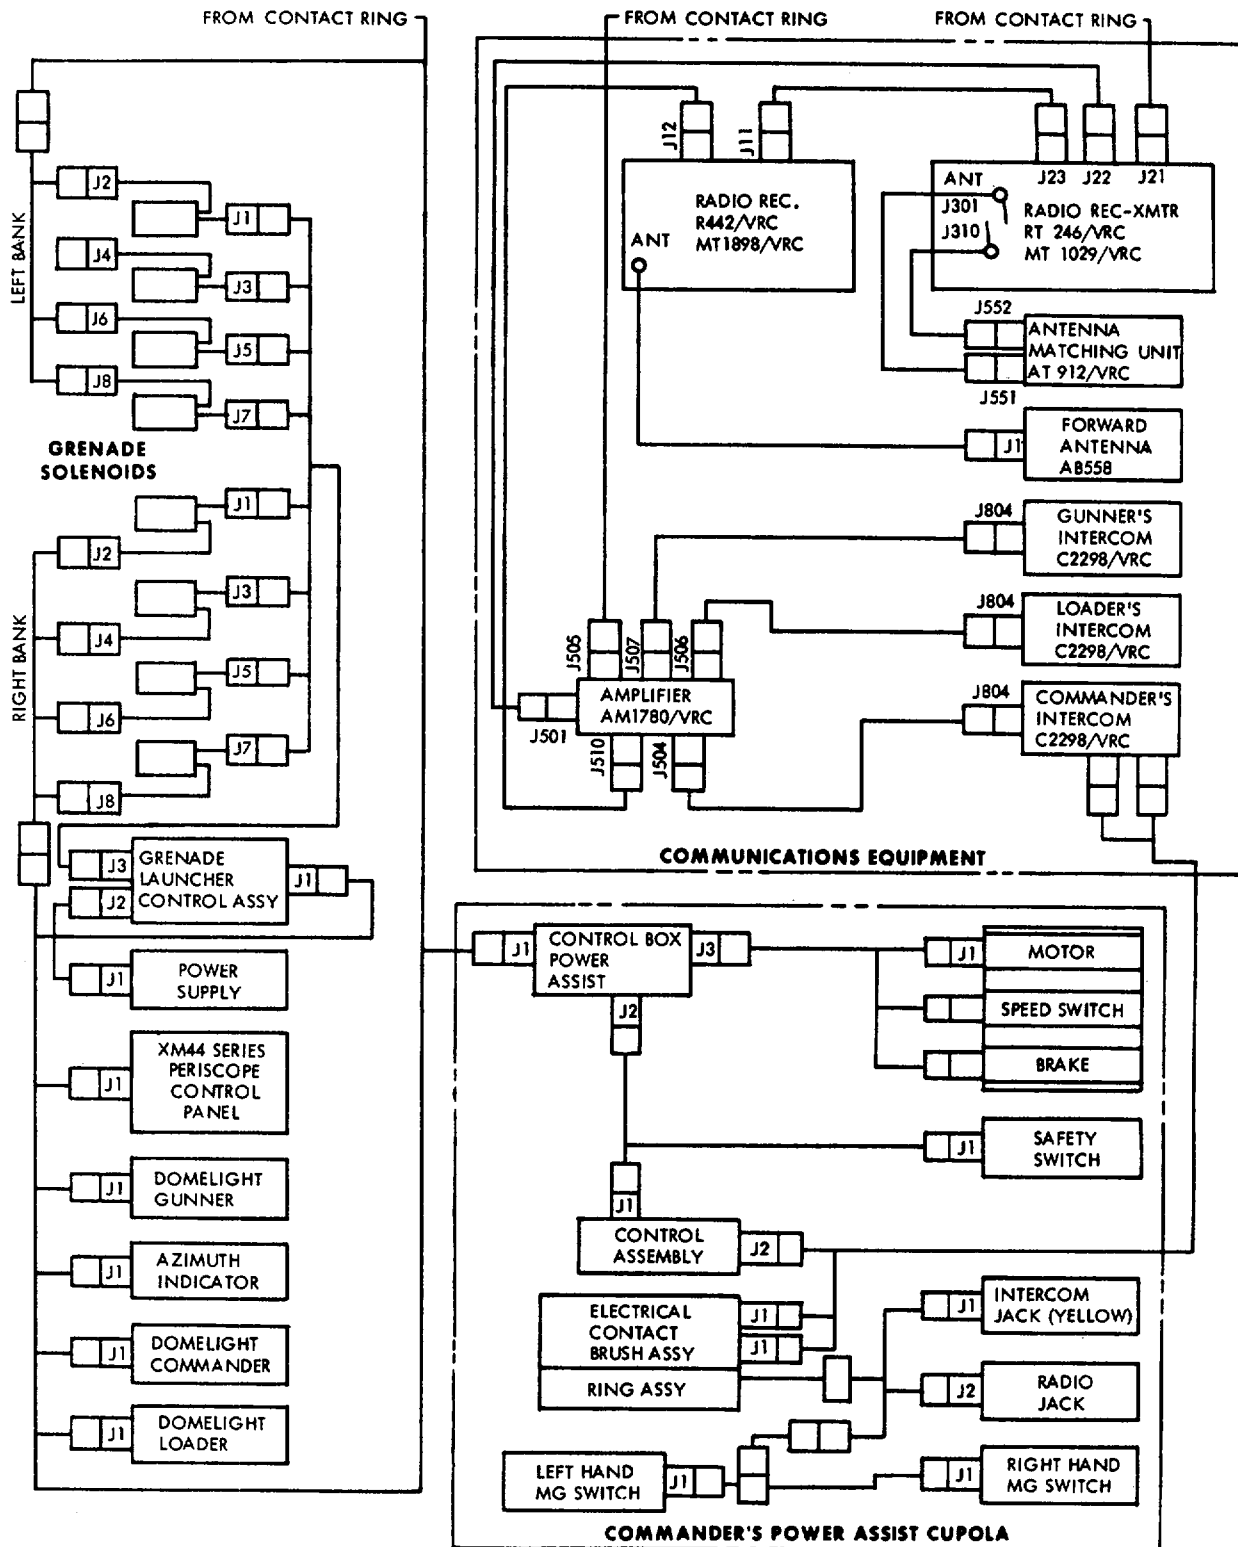 FROM CONTACT RING
FROM CONTACT RING
FROM CONTACT RING
LEFT BANK
J2
J1
J4
J3
J6
J5
J8
J7
GRENADE
SOLENOIDS
RIGHT BANK
J1
J2
J3
J4
J5
J6
J7
J8
J3
J2
GRENADE
LAUNCHER
CONTROL ASSY
J1
J1
POWER
SUPPLY
J1
XM44 SERIES
PERISCOPE
CONTROL
PANEL
J1
DOMELIGHT
GUNNER
J1
AZIMUTH
INDICATOR
J1
DOMELIGHT
COMMANDER
J1
DOMELIGHT
LOADER
J12
J11
RADIO REC.
R442/VRC
MT1898/VRC
ANT
J23
J22
J21
ANT
J301
J310
RADIO REC-XMTR
RT 246/VRC
MT 1029/VRC
J552
J551
ANTENNA
MATCHING UNIT
AT 912/VRC
J1
FORWARD
ANTENNA
AB558
J804
GUNNER'S
INTERCOM
C2298/VRC
J804
LOADER'S
INTERCOM
C2298/VRC
J804
COMMANDER'S
INTERCOM
C2298/VRC
J505
J507
J506
AMPLIFIER
AM1780/VRC
J501
J510
J504
COMMUNICATIONS EQUIPMENT
J1
CONTROL BOX
POWER
ASSIST
J3
J2
J1
MOTOR
SPEED SWITCH
BRAKE
J1
SAFETY
SWITCH
J1
CONTROL
ASSEMBLY
J2
ELECTRICAL
CONTACT
BRUSH ASSY
J1
J1
RING ASSY
J1
INTERCOM
JACK (YELLOW)
J2
RADIO
JACK
LEFT HAND
MG SWITCH
J1
J1
RIGHT HAND
MG SWITCH
COMMANDER'S POWER ASSIST CUPOLA